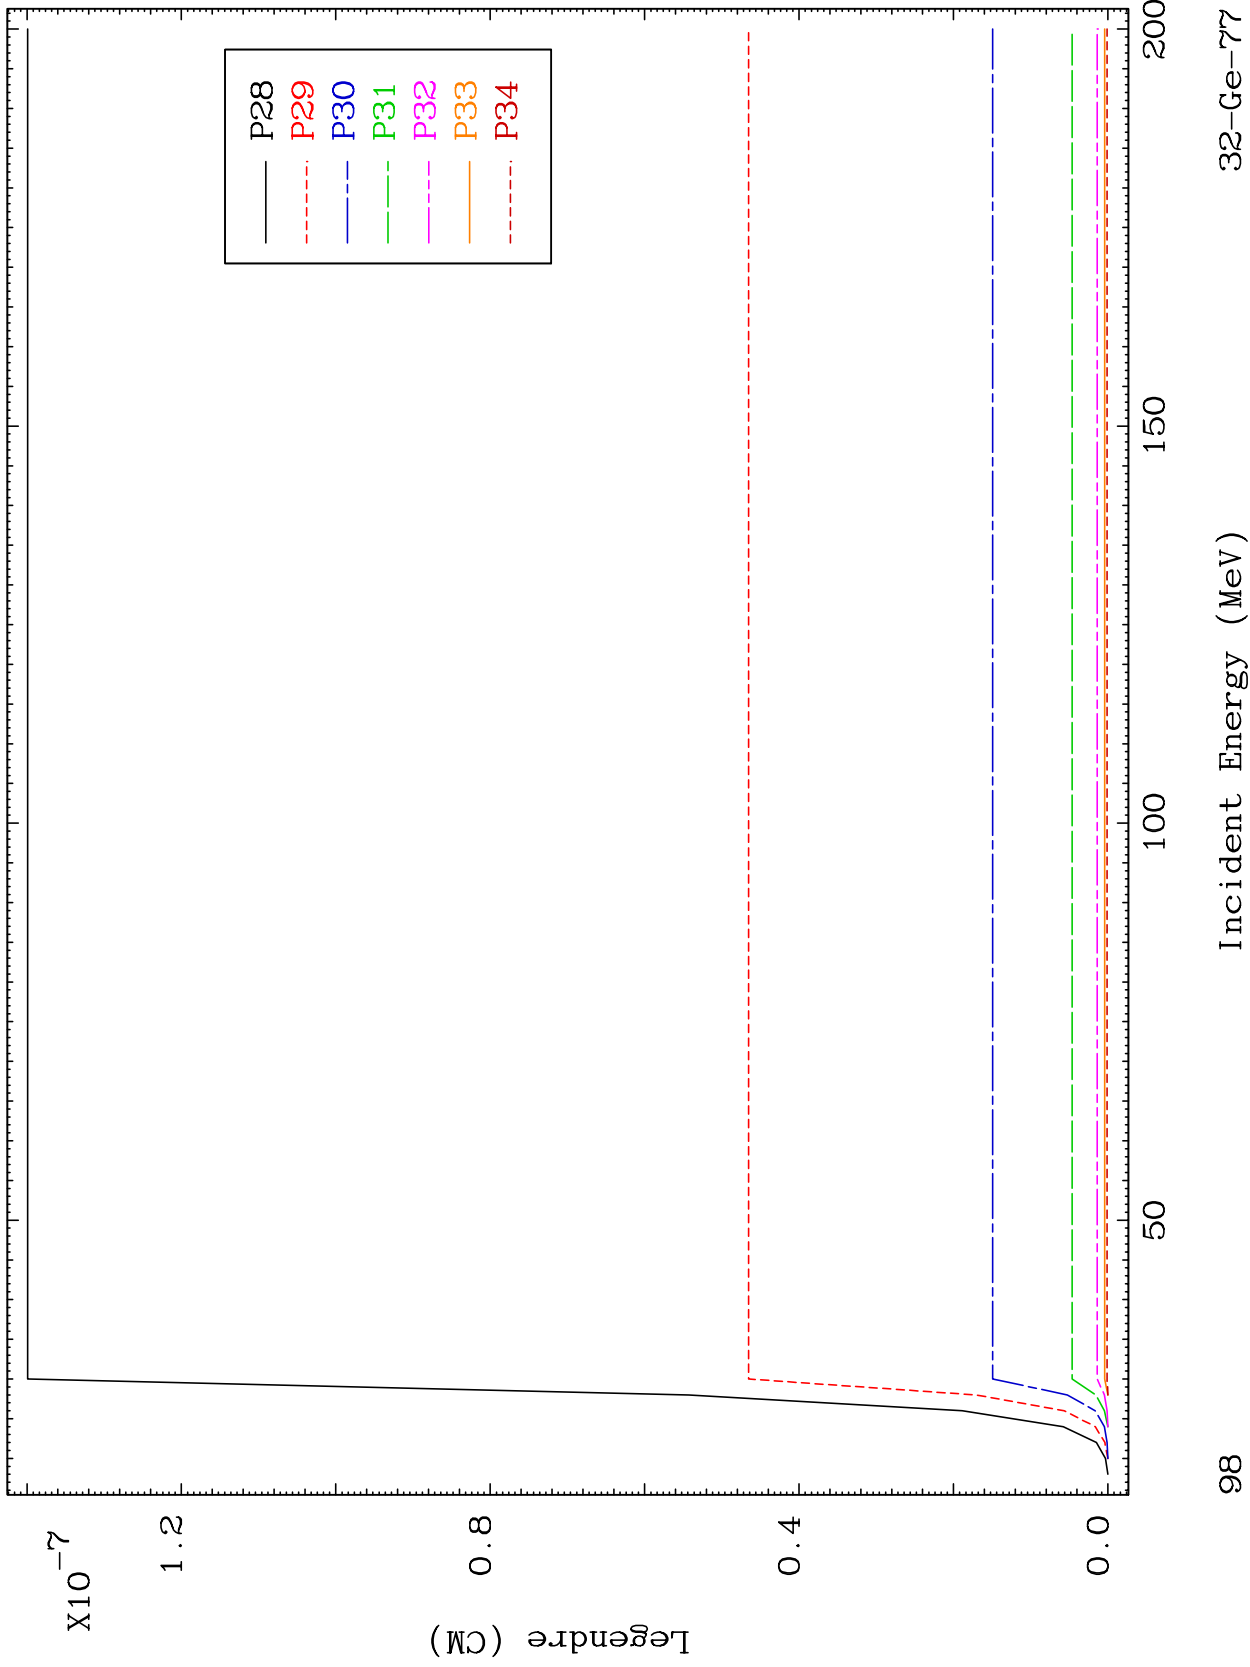 X10-7
1.2
0.8
0.4
0.0
Legendre (CM)
P28
P29
P30
P31
P32
P33
P34
50
100
150
200
Incident Energy (MeV)
98
32-Ge-77